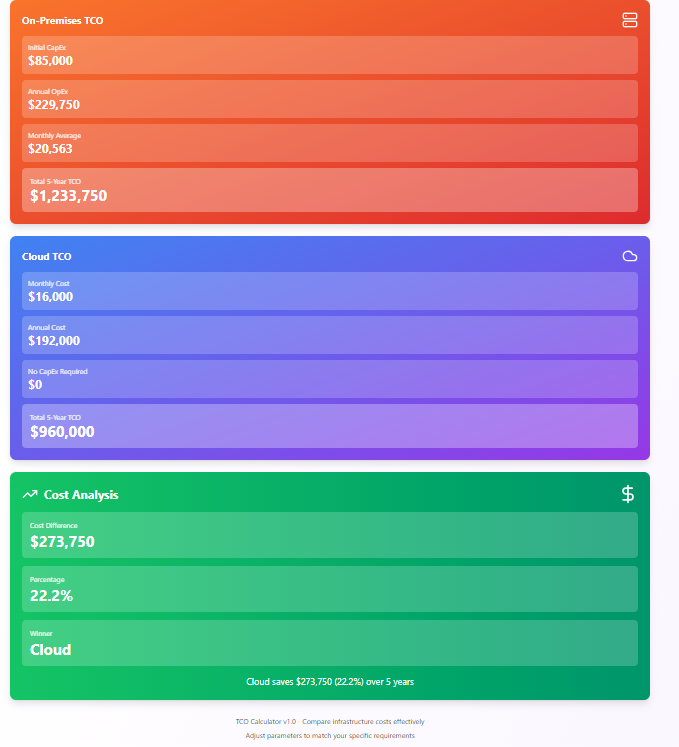 On-Premises TCO
Initial CapEx
$85,000
Annual OpEx
$229,750
Monthly Average
$20,563
Total 5-Year TCO
$1,233,750
Cloud TCO
Monthly Cost
$16,000
Annual Cost
$192,000
No CapEx Required
$0
Total 5-Year TCO
$960,000
Cost Analysis
Cost Difference
$273,750
Percentage
22.2%
Winner
Cloud
Cloud saves $273,750 (22.2%) over 5 years
TCO Calculator v1.0 - Compare infrastructure costs effectively
Adjust parameters to match your specific requirements